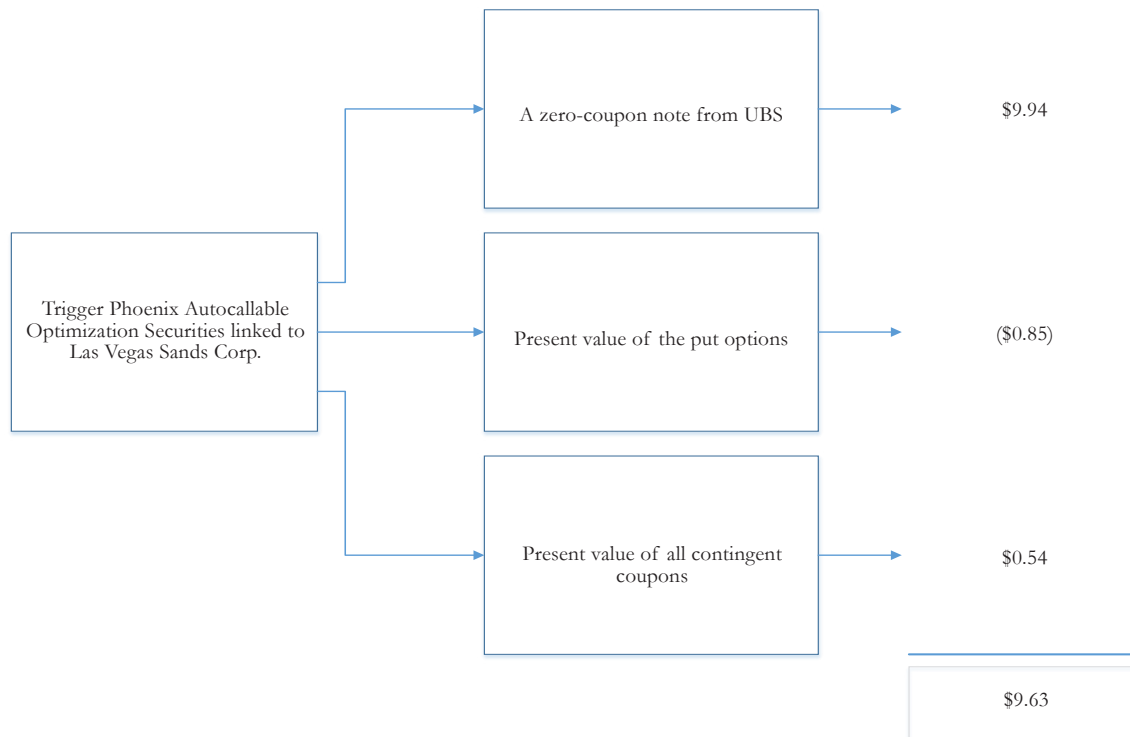 A zero-coupon note from UBS
$9.94
Trigger Phoenix Autocallable
Optimization Securities linked to
Las Vegas Sands Corp.
Present value of the put options
($0.85)
Present value of all contingent
coupons
$0.54
$9.63